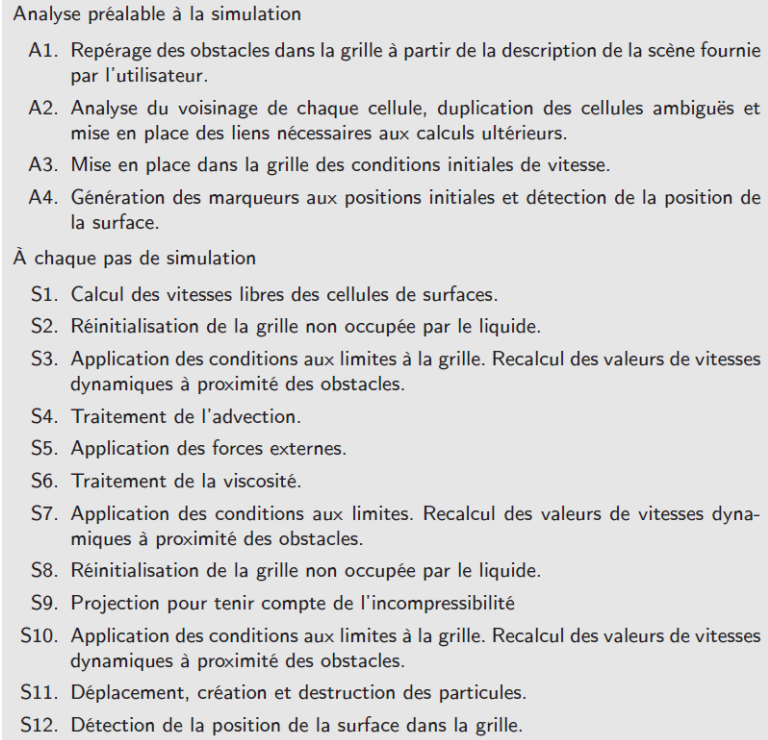 Analyse préalable à la simulation
A1. Repérage des obstacles dans la grille à partir de la description de la scène fournie
par l'utilisateur.
A2. Analyse du voisinage de chaque cellule, duplication des cellules ambiguës et
mise en place des liens nécessaires aux calculs ultérieurs.
A3. Mise en place dans la grille des conditions initiales de vitesse.
A4. Génération des marqueurs aux positions initiales et détection de la position de
la surface.
À chaque pas de simulation
S1. Calcul des vitesses libres des cellules de surfaces.
S2. Réinitialisation de la grille non occupée par le liquide.
S3. Application des conditions aux limites à la grille. Recalcul des valeurs de vitesses
dynamiques à proximité des obstacles.
S4. Traitement de l'advection.
S5. Application des forces externes.
S6. Traitement de la viscosité.
S7. Application des conditions aux limites. Recalcul des valeurs de vitesses dyna-
miques à proximité des obstacles.
S8. Réinitialisation de la grille non occupée par le liquide.
S9. Projection pour tenir compte de l'incompressibilité
S10. Application des conditions aux limites à la grille. Recalcul des valeurs de vitesses
dynamiques à proximité des obstacles.
S11. Déplacement, création et destruction des particules.
S12. Détection de la position de la surface dans la grille.